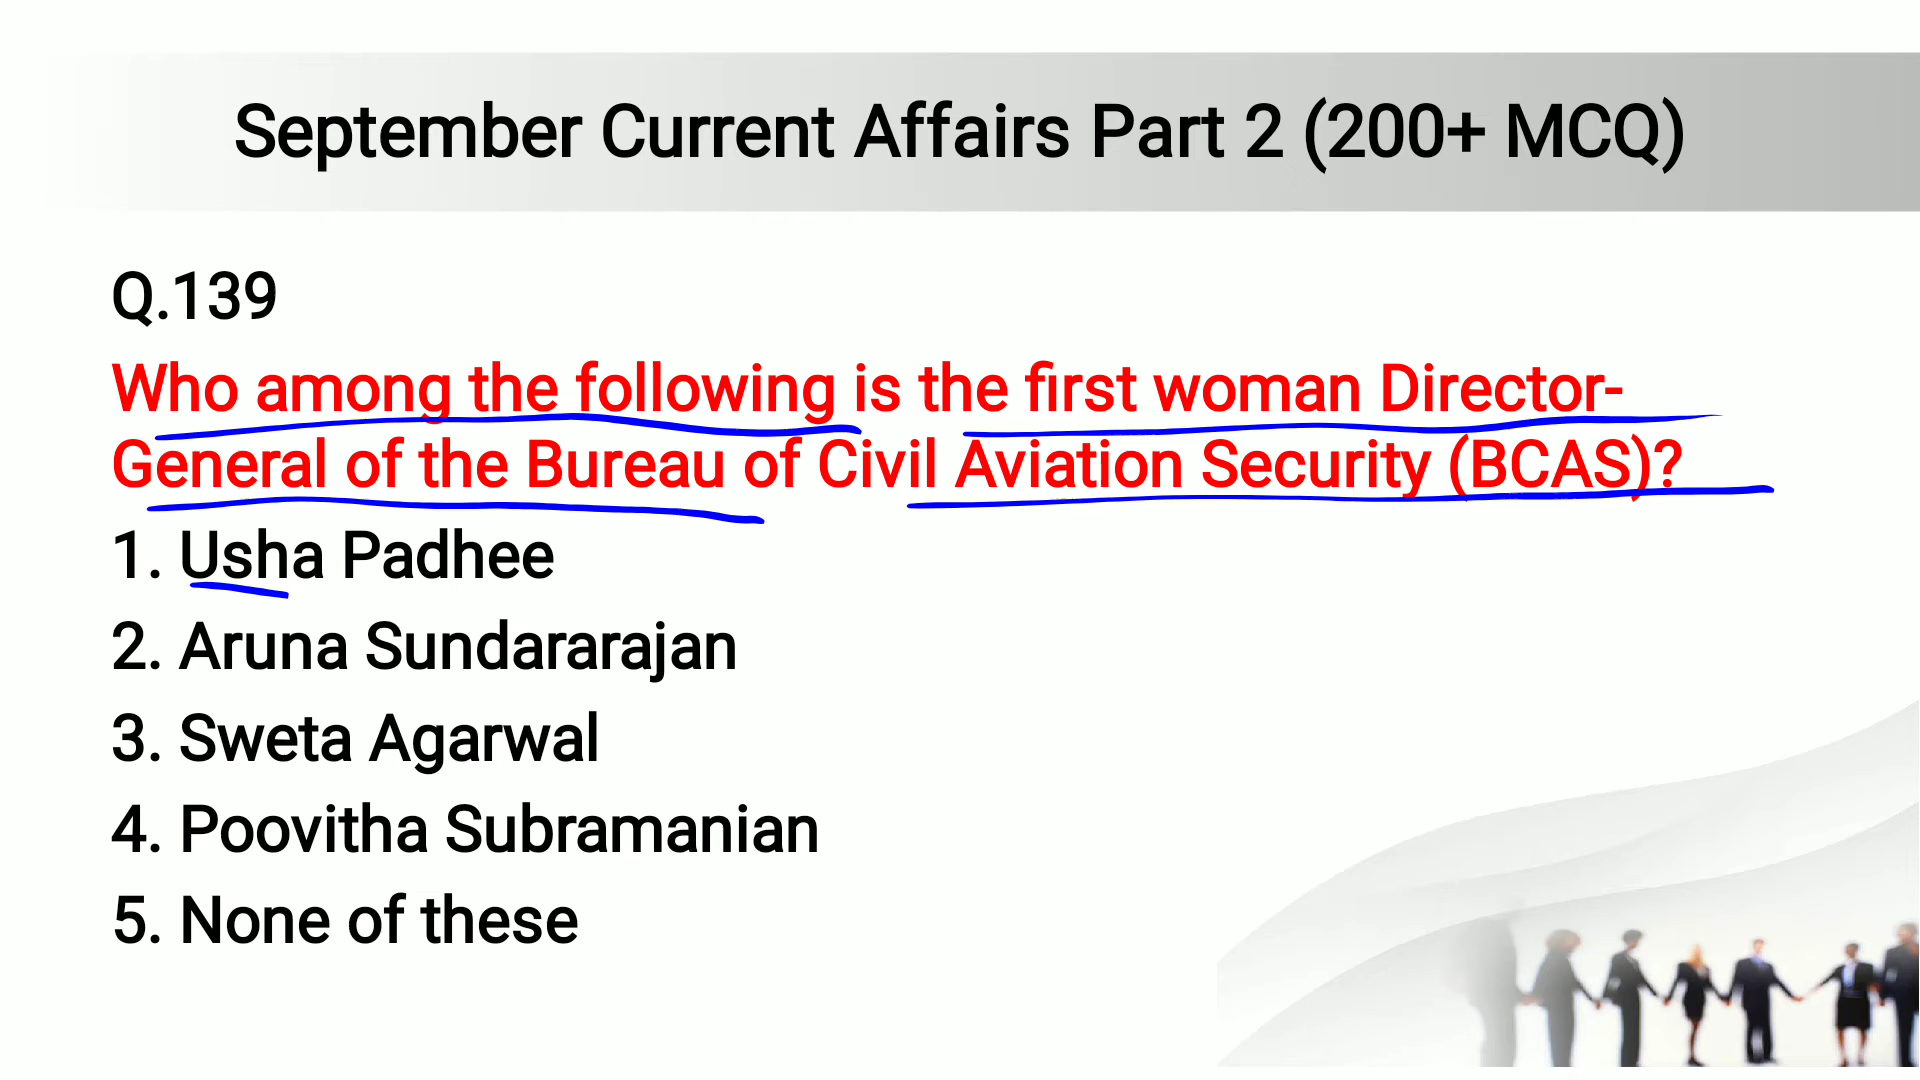 September Current Affairs Part 2 (200+ MCQ)
Q.139
Who among the following is the first woman Director-
General of the Bureau of Civil Aviation Security (BCAS)?
1. Usha Padhee
2. Aruna Sundararajan
3. Sweta Agarwal
4. Poovitha Subramanian
5. None of these